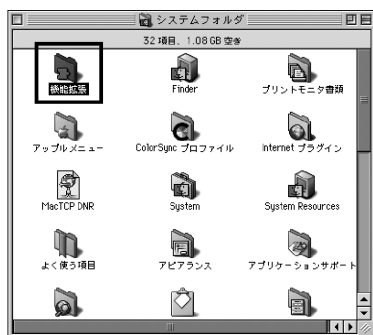 システムフォルダ
32 項目、1.08 GB 空き
機能拡張
Finder
プリントモニタ書類
アップルメニュー
ColorSync プロファイル
Internet プラグイン
MacTCP DNR
System
System Resources
よく使う項目
アピアランス
アプリケーションサポート